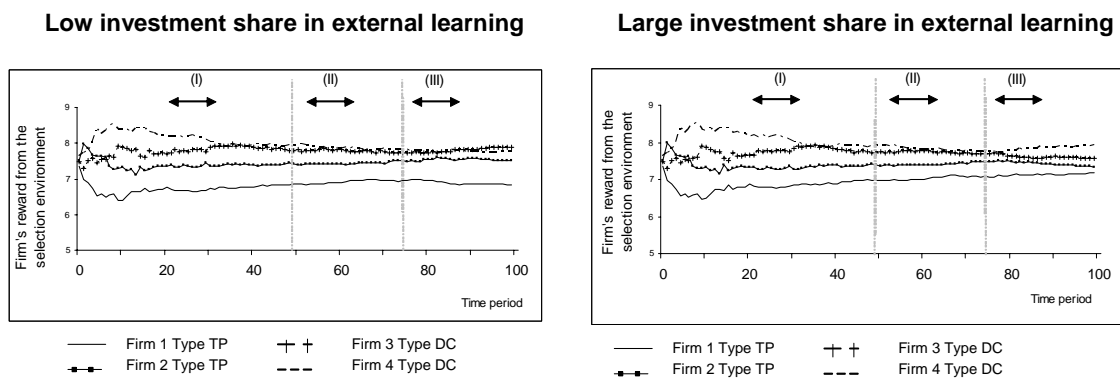 Low investment share in external learning
(I) (II) (III)
Firm's reward from the
selection environment
9
8
7
6
5
0 20 40 60 80 100
Time period
Firm 1 Type TP Firm 3 Type DC
Firm 2 Type TP Firm 4 Type DC
Large investment share in external learning
(I) (II) (III)
Firm's reward from the
selection environment
9
8
7
6
5
0 20 40 60 80 100
Time period
Firm 1 Type TP Firm 3 Type DC
Firm 2 Type TP Firm 4 Type DC